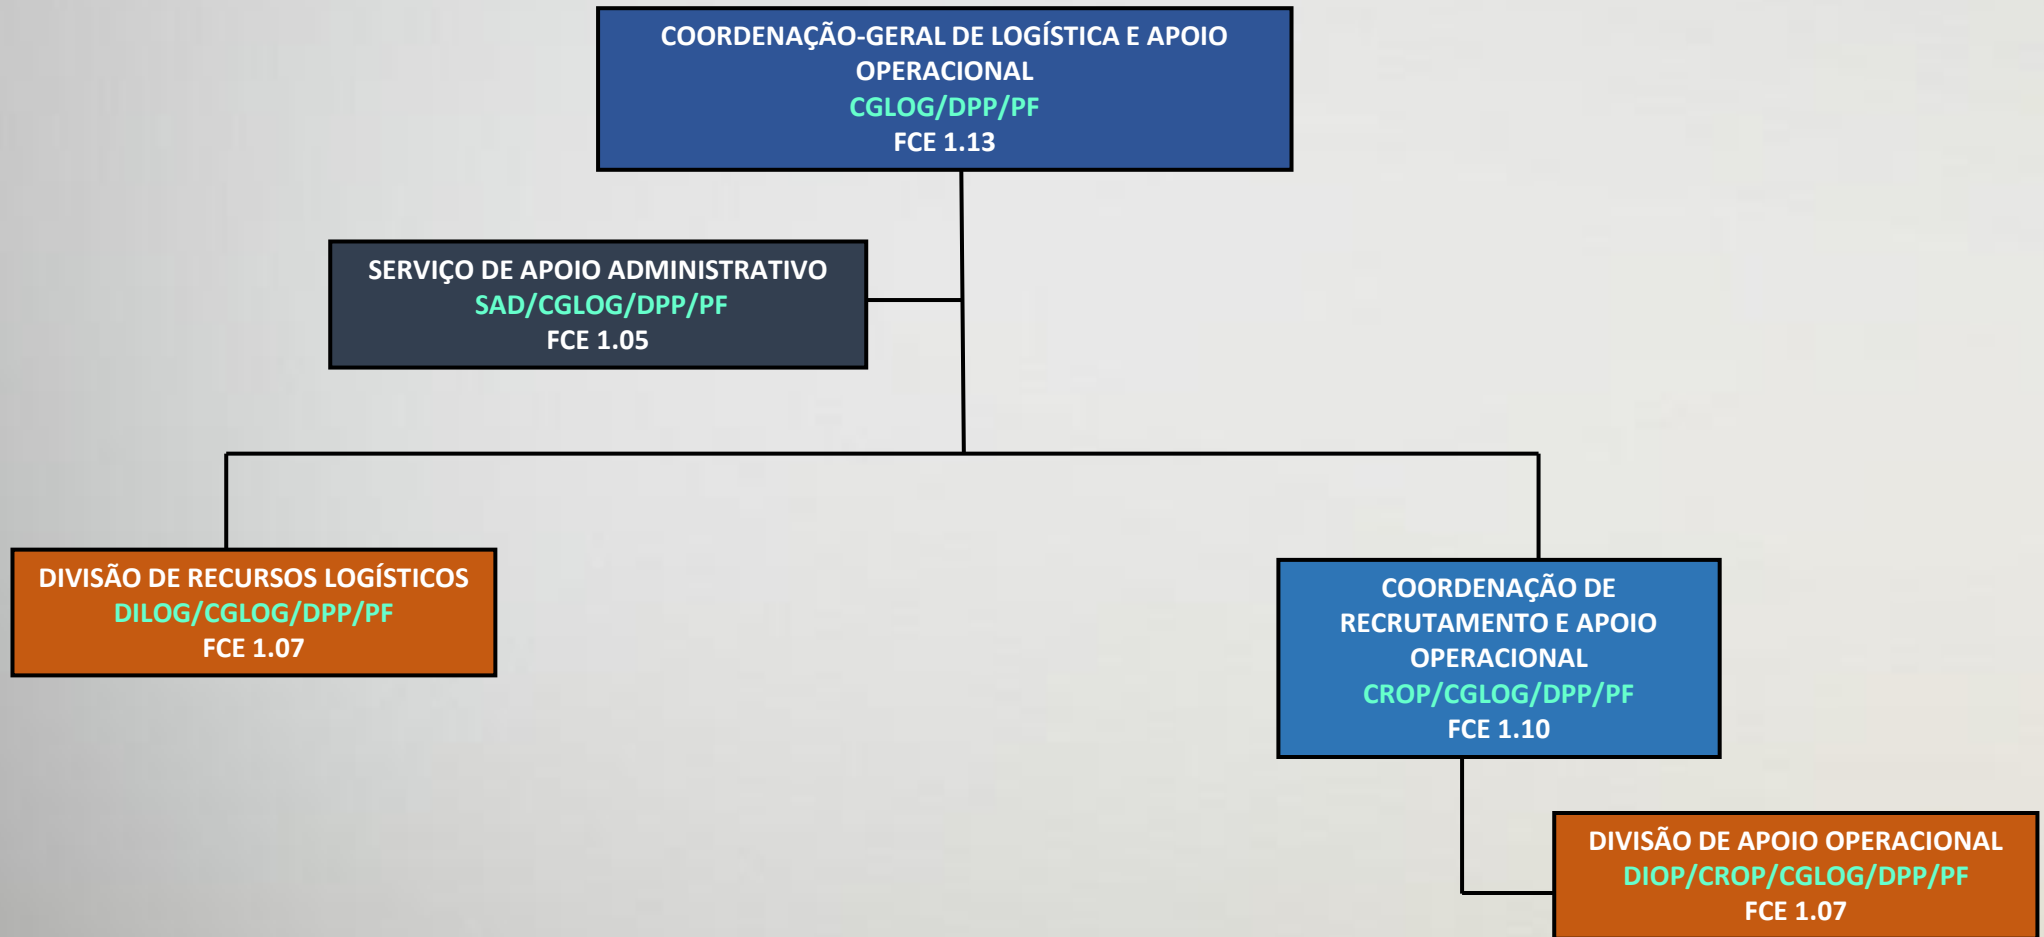 COORDENAÇÃO-GERAL DE LOGÍSTICA E APOIO
OPERACIONAL
CGLOG/DPP/PF
FCE 1.13
SERVIÇO DE APOIO ADMINISTRATIVO
SAD/CGLOG/DPP/PF
FCE 1.05
DIVISÃO DE RECURSOS LOGÍSTICOS
DILOG/CGLOG/DPP/PF
FCE 1.07
COORDENAÇÃO DE
RECRUTAMENTO E APOIO
OPERACIONAL
CROP/CGLOG/DPP/PF
FCE 1.10
DIVISÃO DE APOIO OPERACIONAL
DIOP/CROP/CGLOG/DPP/PF
FCE 1.07